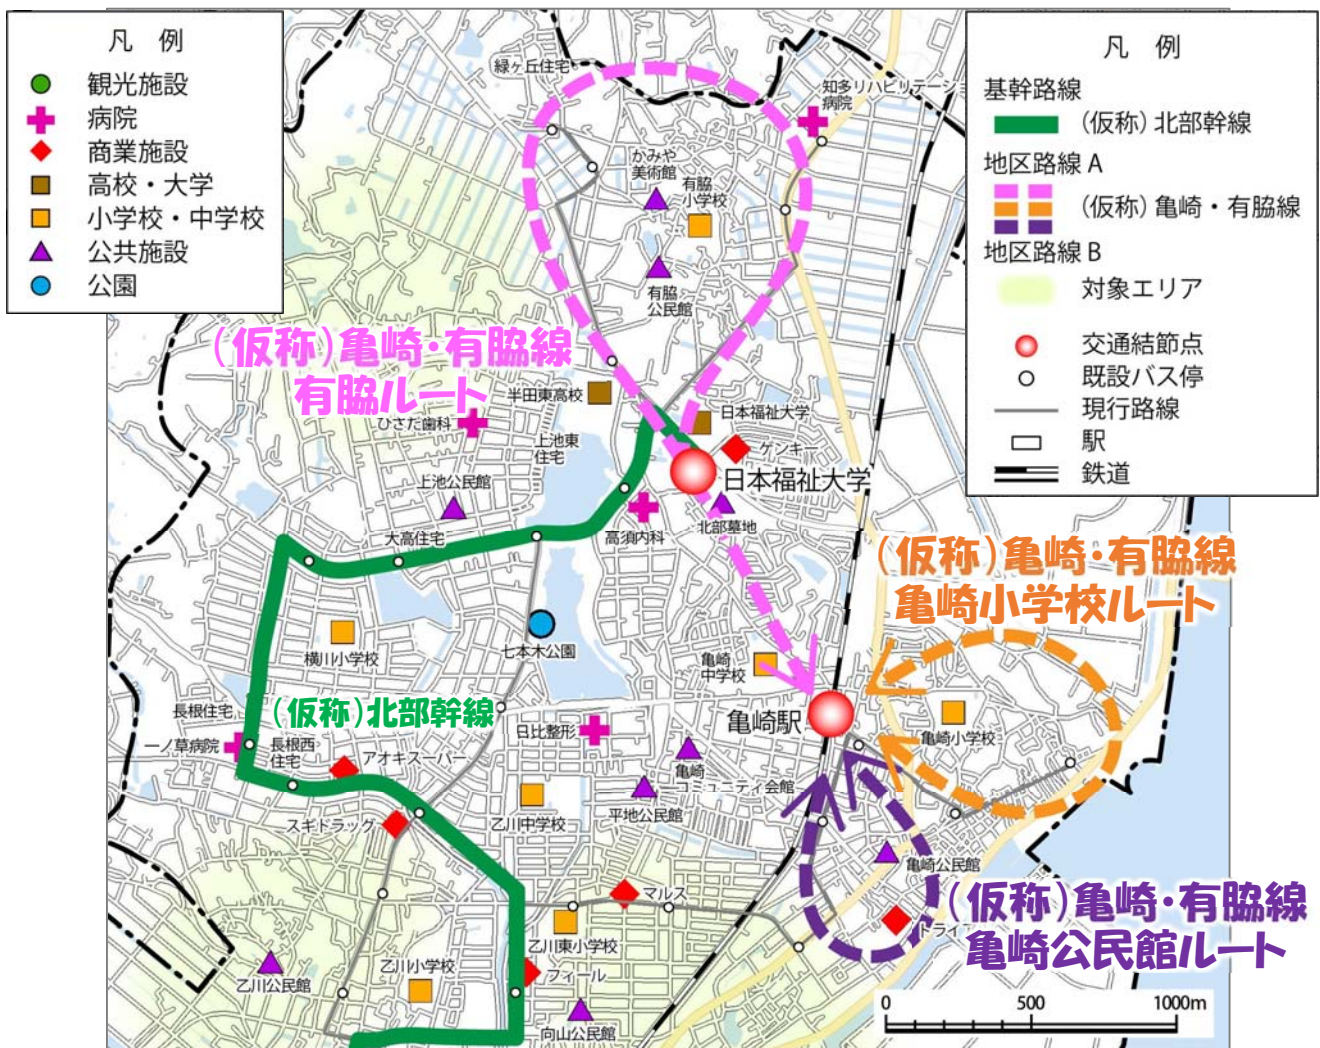 凡 例
観光施設
病院
商業施設
高校・大学
小学校・中学校
公共施設
公園
凡 例
基幹路線
(仮称) 北部幹線
地区路線 A
(仮称) 亀崎・有脇線
地区路線 B
対象エリア
交通結節点
既設バス停
現行路線
駅
鉄道
緑ヶ丘住宅
知多リハビリテーショ
病院
かみや
美術館
有脇
小学校
有脇
公民館
(仮称)亀崎・有脇線
有脇ルート
半田東高校
日本福祉大学
ひさだ歯科
上池東
住宅
ゲンキー
日本福祉大学
上池公民館
北部墓地
高須内科
大高住宅
(仮称)亀崎・有脇線
亀崎小学校ルート
七本木公園
横川小学校
亀崎
中学校
長根住宅
(仮称)北部幹線
亀崎駅
亀崎小学校
日比整形
一ノ草病院
長根西
住宅
アオキスーパー
亀崎
コミュニティ会館
平地公民館
乙川中学校
スギドラッグ
亀崎公民館
マルス
(仮称)亀崎・有脇線
亀崎公民館ルート
トライ
乙川東小学校
乙川小学校
フィール
乙川公民館
向山公民館
0 500 1000m